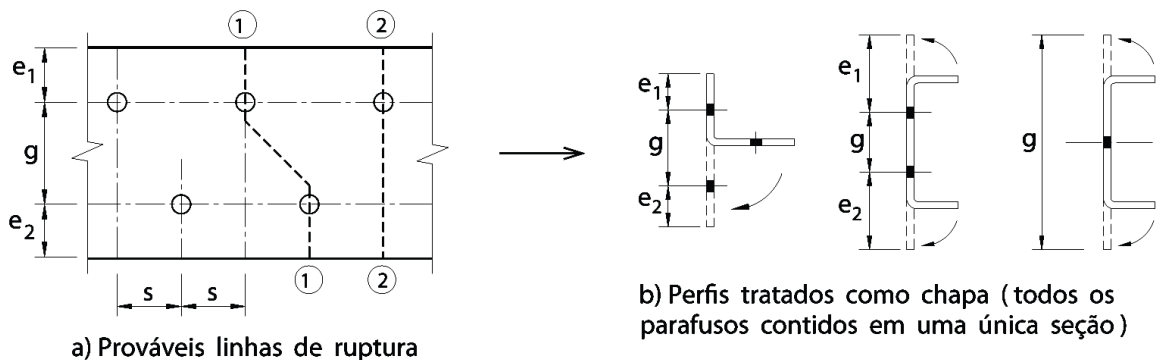 1
2
e1
g
e2
1
2
s
s
a) Prováveis linhas de ruptura
e1
g
e2
e1
g
e2
g
b) Perfis tratados como chapa (todos os
parafusos contidos em uma única seção)